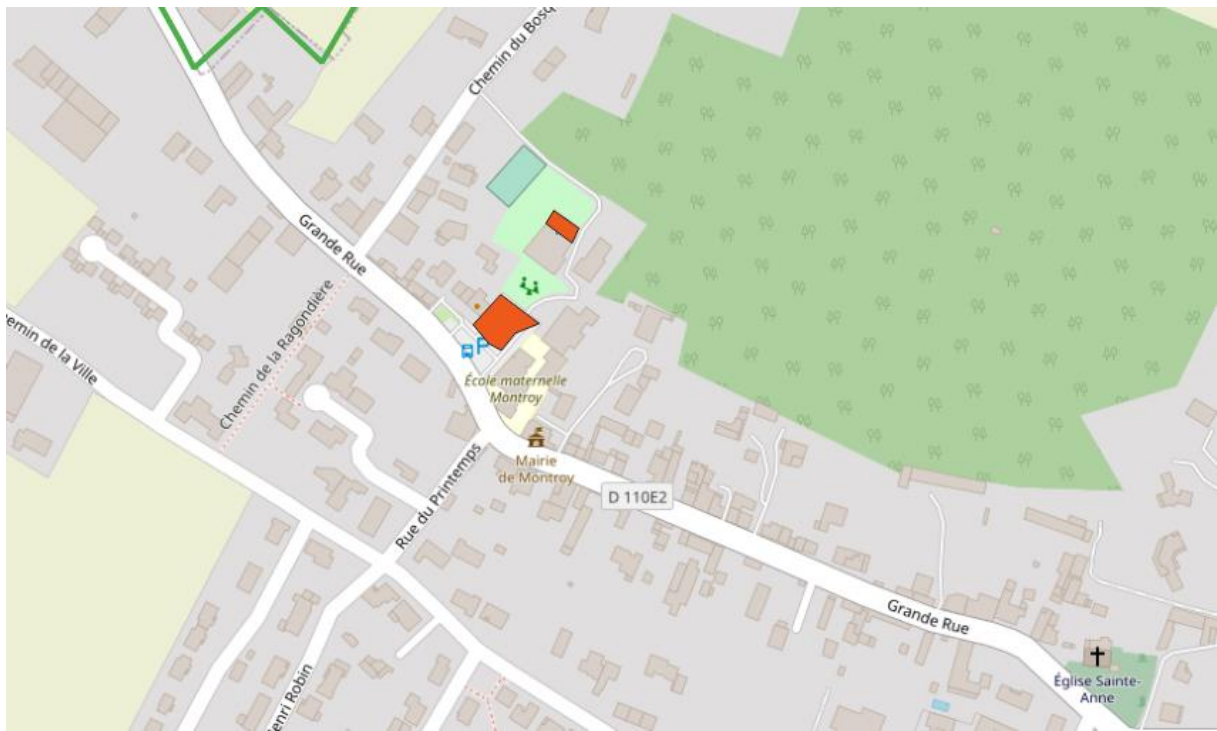 Chemin du Bosq
Grande Rue
Chemin de la Ragondière
emin de la Ville
P
École maternelle
Montroy
Mairie
de Montroy
Rue du Printemps
D 110E2
Grande Rue
Église Sainte-
Anne
enri Robin